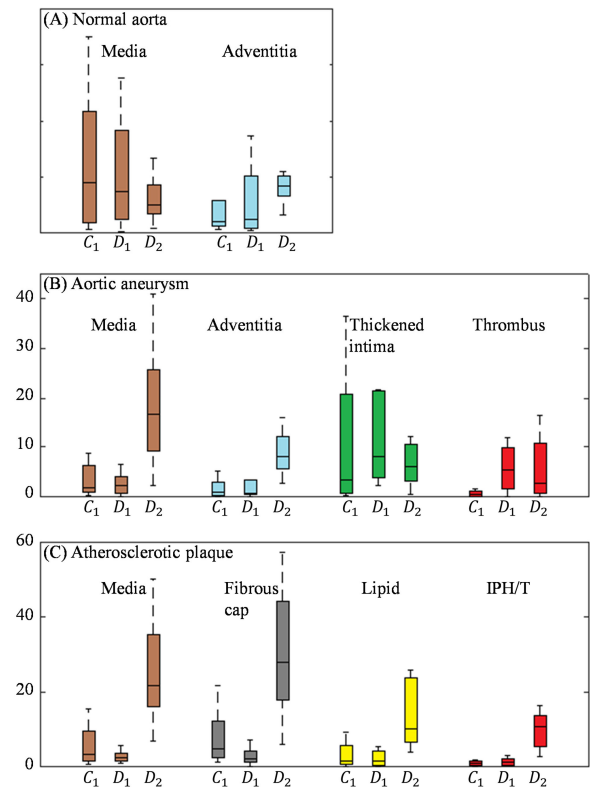 (A) Normal aorta
Media Adventitia
C₁ D₁ D₂ C₁ D₁ D₂
(B) Aortic aneurysm
40
Media Adventitia Thickened intima Thrombus
30
20
10
0
C₁ D₁ D₂ C₁ D₁ D₂ C₁ D₁ D₂ C₁ D₁ D₂
60
(C) Atherosclerotic plaque
Media Fibrous cap Lipid IPH/T
40
20
0
C₁ D₁ D₂ C₁ D₁ D₂ C₁ D₁ D₂ C₁ D₁ D₂